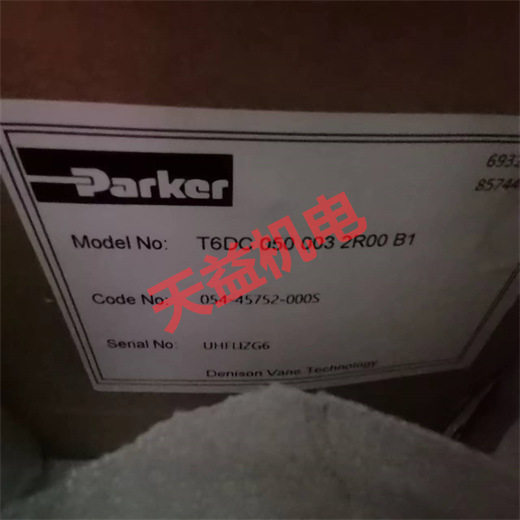 Parker
6932
85744
Model No: T6DC 050 003 2R00 B1
Code No: 054-45752-000S
Serial No: UHFLIZG6
Denison Vane Technology
天益机电